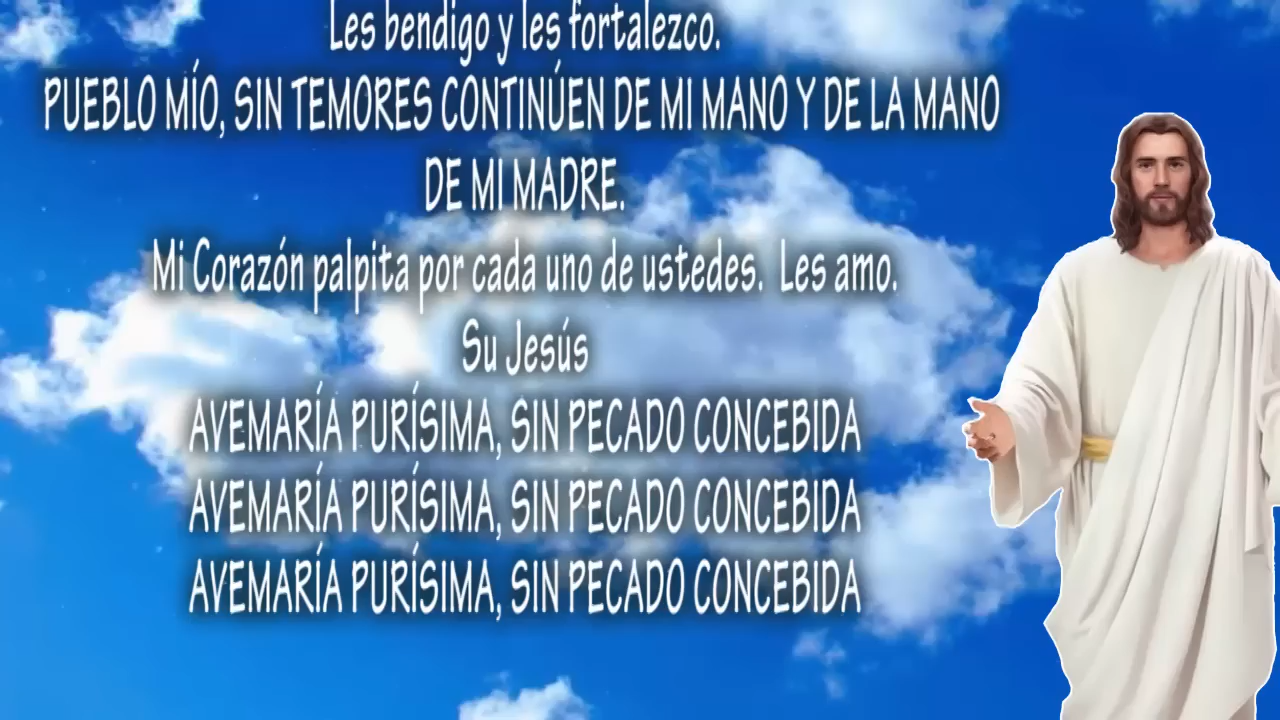 Les bendigo y les fortalezco.
PUEBLO MÍO, SIN TEMORES CONTINÚEN DE MI MANO Y DE LA MANO
DE MI MADRE.
Mi Corazón palpita por cada uno de ustedes. Les amo.
Su Jesús
AVEMARÍA PURÍSIMA, SIN PECADO CONCEBIDA
AVEMARÍA PURÍSIMA, SIN PECADO CONCEBIDA
AVEMARÍA PURÍSIMA, SIN PECADO CONCEBIDA